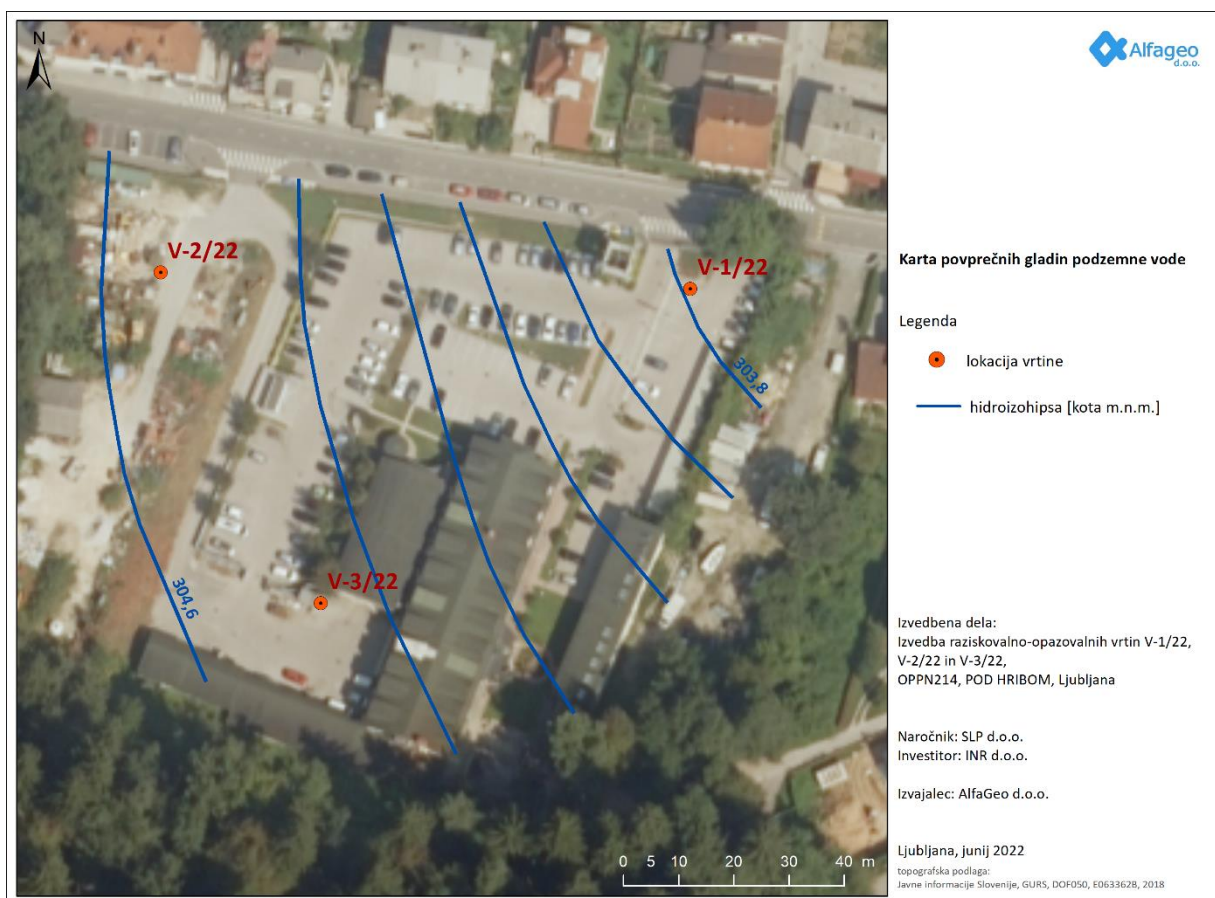 N
V-2/22
V-1/22
303,8
V-3/22
304,6
0 5 10 20 30 40 m
Alfageo
d.o.o.
Karta povprečnih gladin podzemne vode
Legenda
lokacija vrtine
hidroizohipsa [kota m.n.m.]
Izvedbena dela:
Izvedba raziskovalno-opazovalnih vrtin V-1/22,
V-2/22 in V-3/22,
OPPN214, POD HRIBOM, Ljubljana
Naročnik: SLP d.o.o.
Investitor: INR d.o.o.
Izvajalec: AlfaGeo d.o.o.
Ljubljana, junij 2022
topografska podlaga:
Javne informacije Slovenije, GURS, DOF050, E063362B, 2018